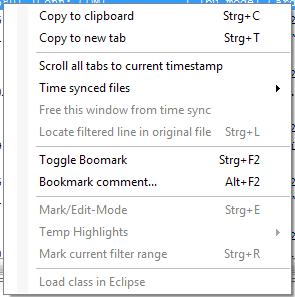 Copy to clipboard Strg+C
Copy to new tab Strg+T
Scroll all tabs to current timestamp
Time synced files
Free this window from time sync
Locate filtered line in original file Strg+L
Toggle Boomark Strg+F2
Bookmark comment... Alt+F2
Mark/Edit-Mode Strg+E
Temp Highlights
Mark current filter range Strg+R
Load class in Eclipse